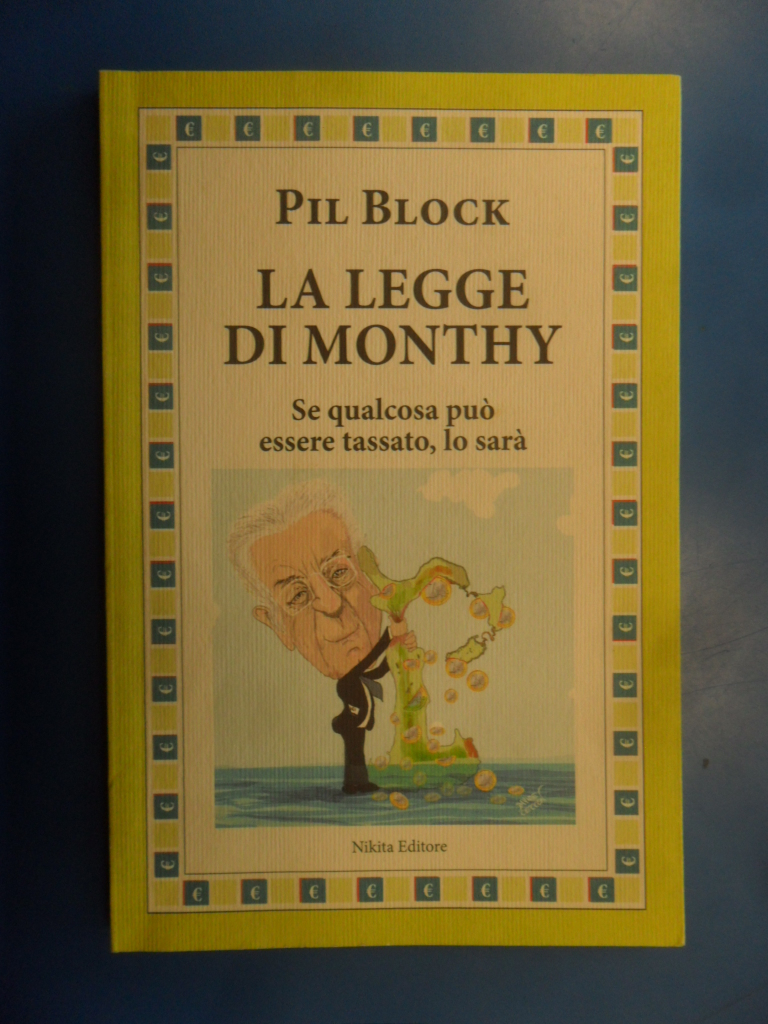 PIL BLOCK
LA LEGGE
DI MONTHY
Se qualcosa può
essere tassato, lo sarà
Nikita Editore